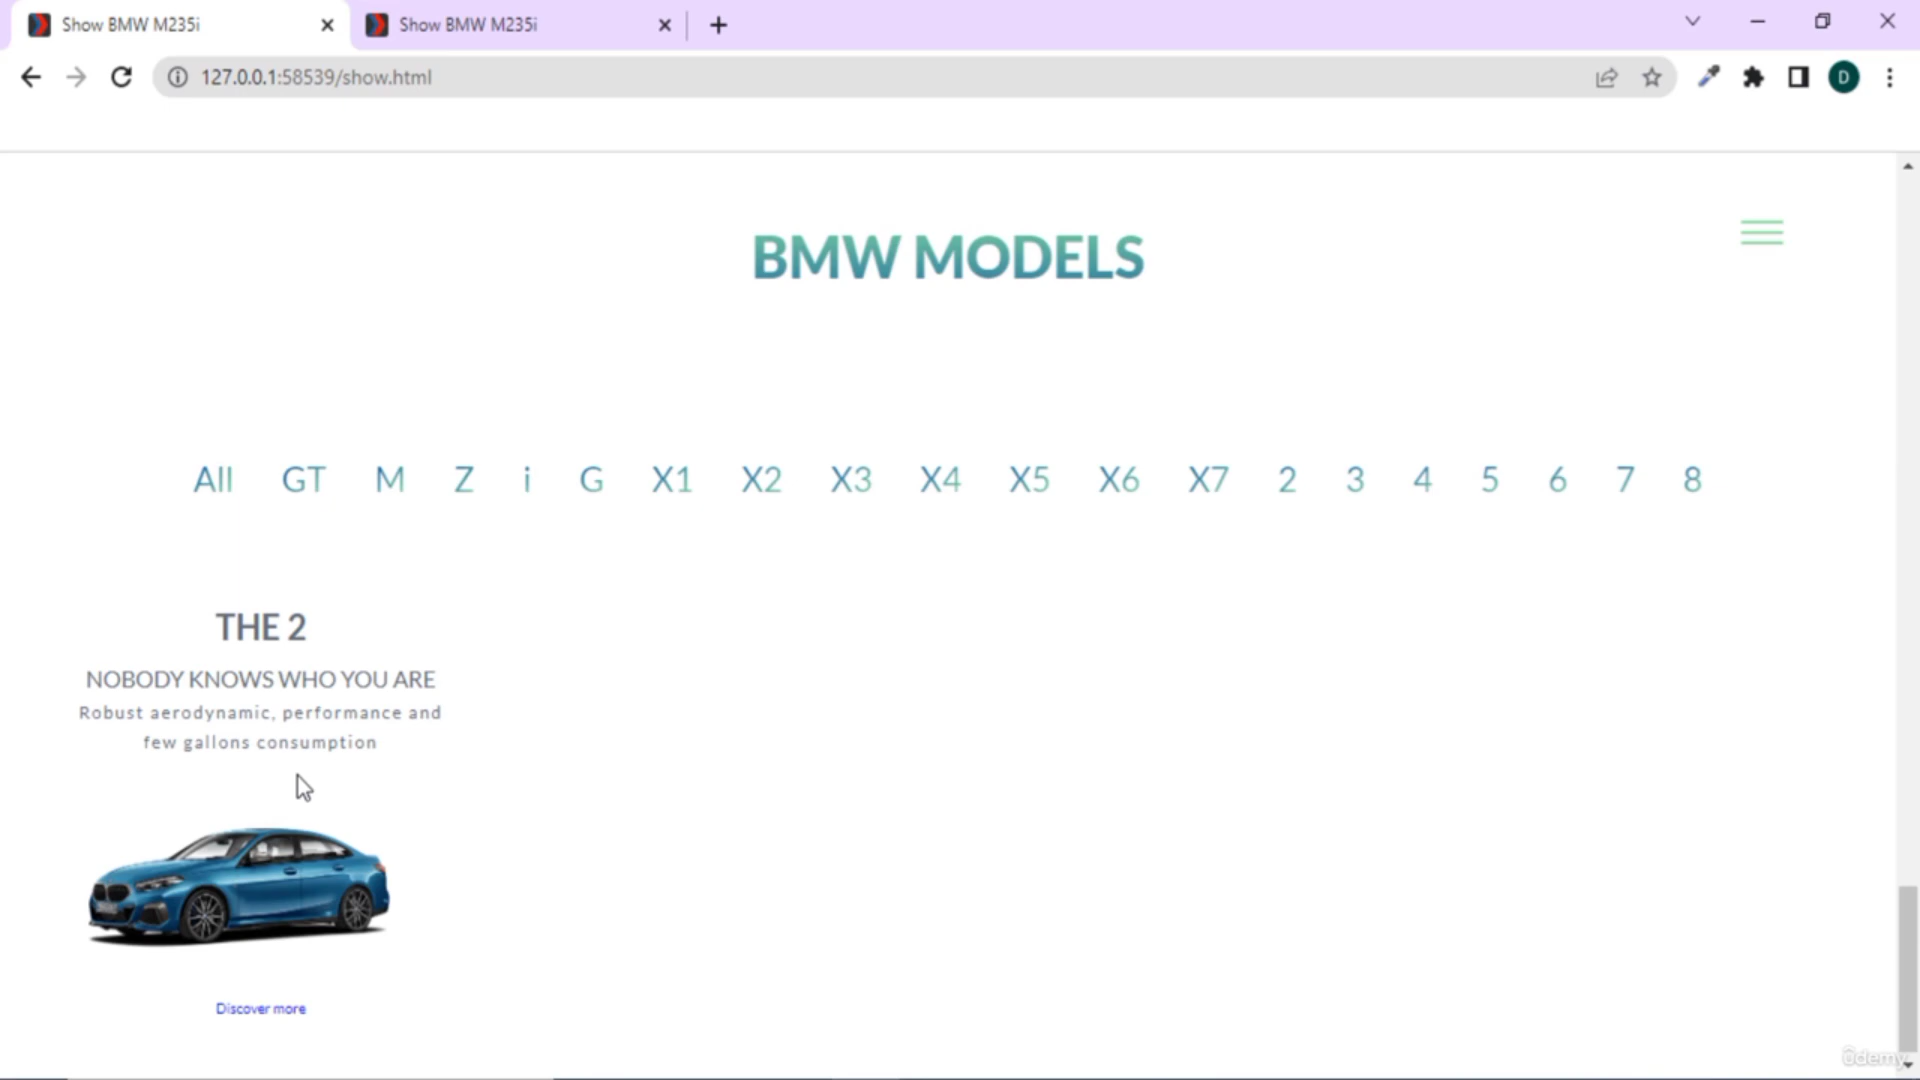 Show BMW M235i
Show BMW M235i
127.0.0.1:58539/show.html
D
BMW MODELS
All GT M Z i G X1 X2 X3 X4 X5 X6 X7 2 3 4 5 6 7 8
THE 2
NOBODY KNOWS WHO YOU ARE
Robust aerodynamic, performance and
few gallons consumption
Discover more
ûdemy